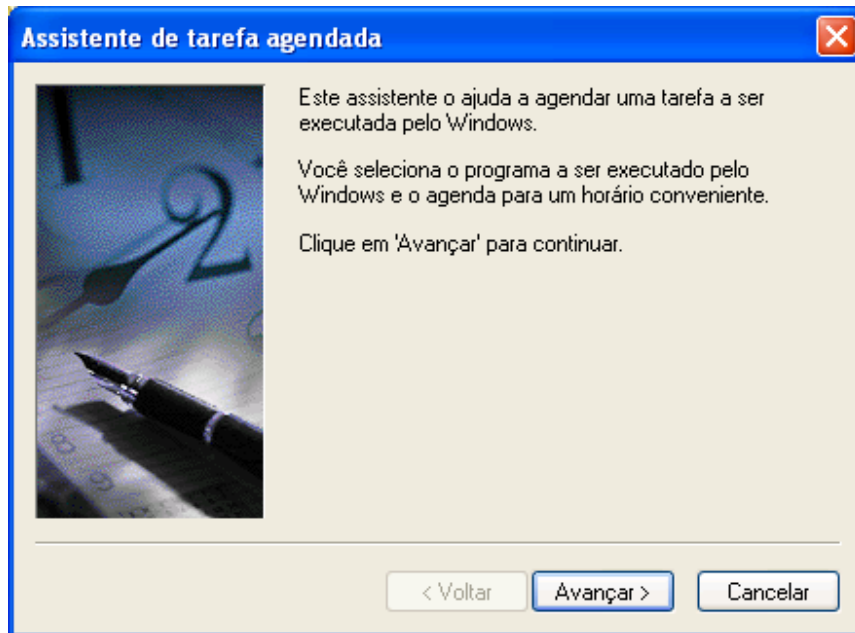 Assistente de tarefa agendada
Este assistente o ajuda a agendar uma tarefa a ser
executada pelo Windows.
Você seleciona o programa a ser executado pelo
Windows e o agenda para um horário conveniente.
Clique em 'Avançar' para continuar.
2
< Voltar
Avançar >
Cancelar